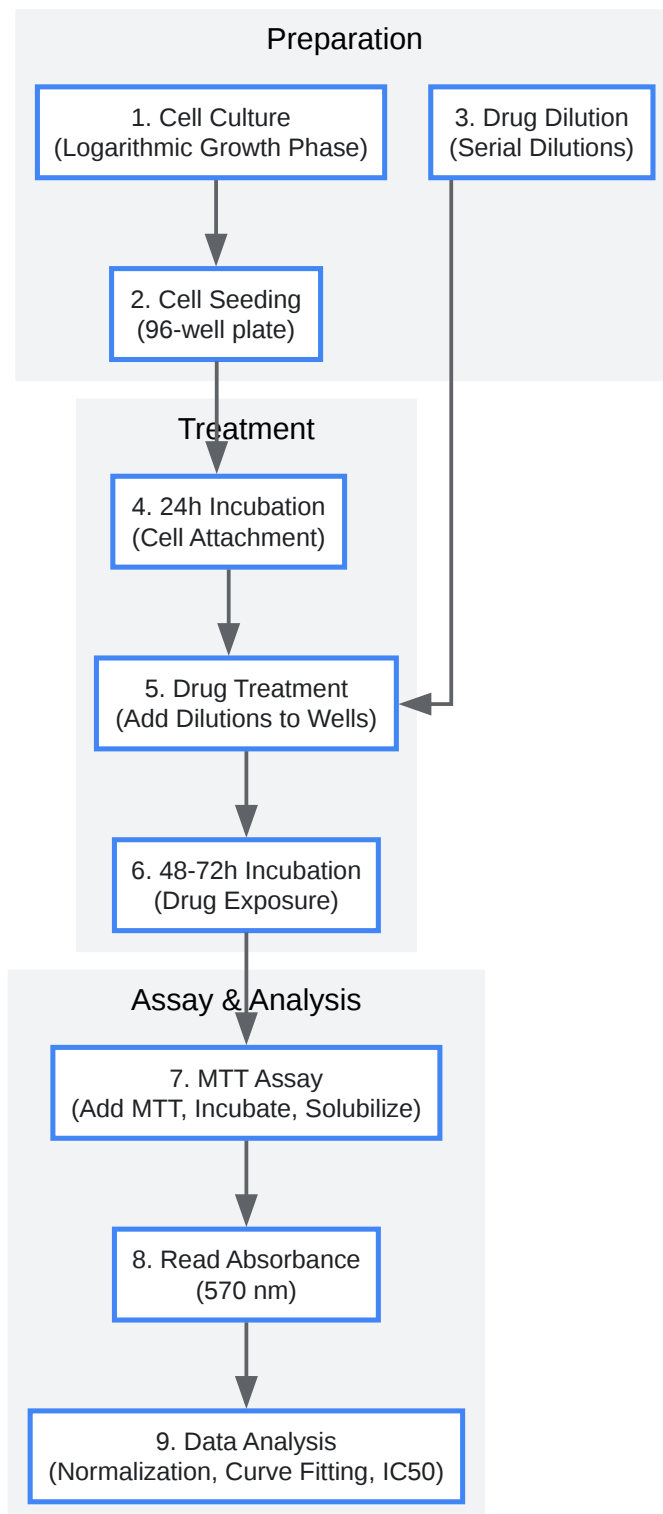 Preparation
1. Cell Culture
(Logarithmic Growth Phase)
3. Drug Dilution
(Serial Dilutions)
2. Cell Seeding
(96-well plate)
Treatment
4. 24h Incubation
(Cell Attachment)
5. Drug Treatment
(Add Dilutions to Wells)
6. 48-72h Incubation
(Drug Exposure)
Assay & Analysis
7. MTT Assay
(Add MTT, Incubate, Solubilize)
8. Read Absorbance
(570 nm)
9. Data Analysis
(Normalization, Curve Fitting, IC50)